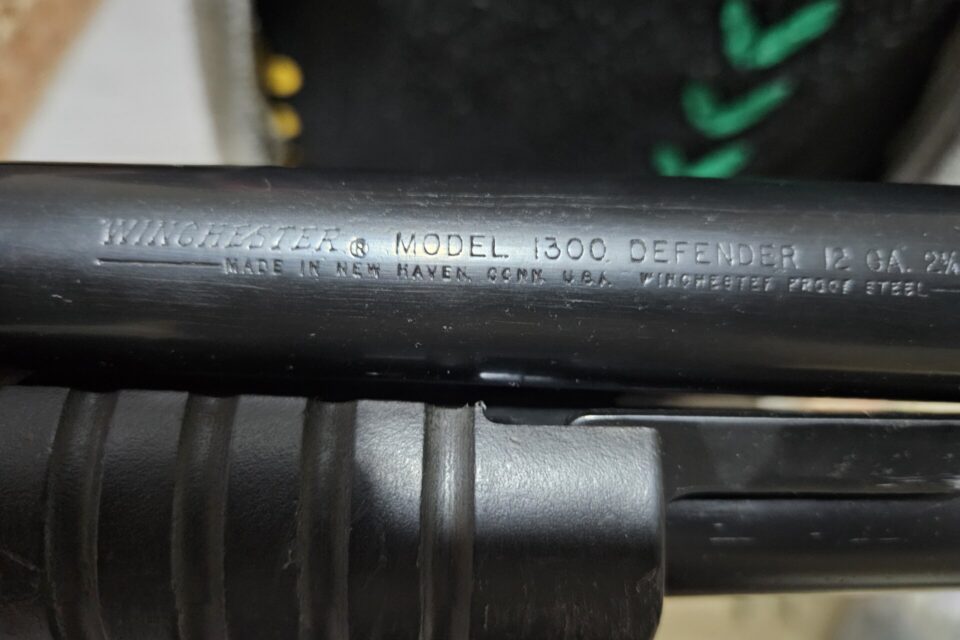 WINCHESTER® MODEL 1300 DEFENDER 12 GA. 2¾
MADE IN NEW HAVEN, CONN. U.S.A. WINCHESTER PROOF STEEL